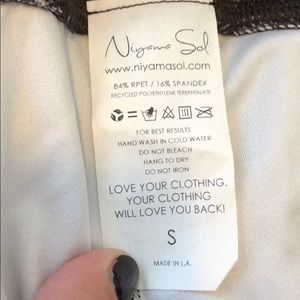 Niyama Sol
www.niyamasol.com
84% RPET / 16% SPANDEX
RECYCLED POLYETHYLENE TEREPHTALATE
=
FOR BEST RESULTS
HAND WASH IN COLD WATER
DO NOT BLEACH
HANG TO DRY
DO NOT IRON
LOVE YOUR CLOTHING.
YOUR CLOTHING
WILL LOVE YOU BACK!
S
MADE IN L.A.